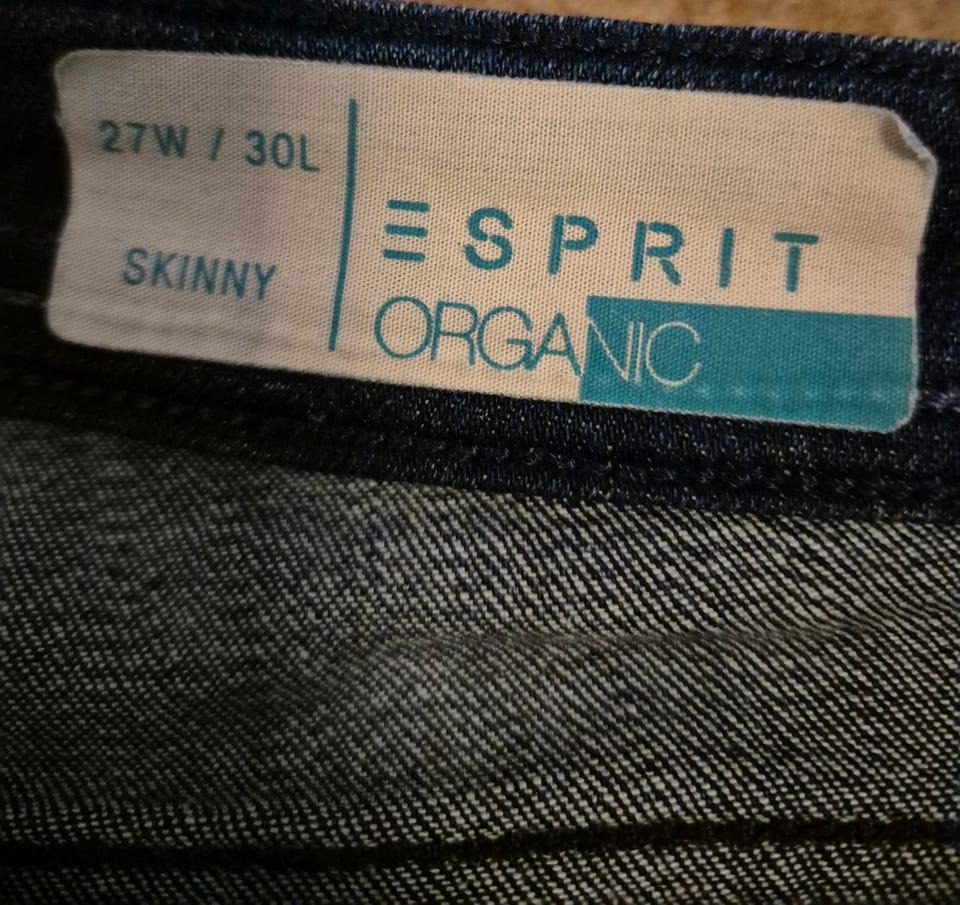 27W / 30L
SKINNY
ESPRIT
ORGANIC